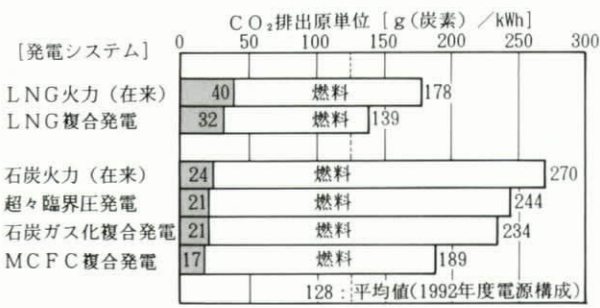 CO₂排出原単位［g(炭素) ／kWh］
［発電システム］ 0 50 100 150 200 250 300
LNG火力(在来) 40 燃料 178
LNG複合発電 32 燃料 139
石炭火力(在来) 24 燃料 270
超々臨界圧発電 21 燃料 244
石炭ガス化複合発電 21 燃料 234
MCFC複合発電 17 燃料 189
128：平均値(1992年度電源構成)